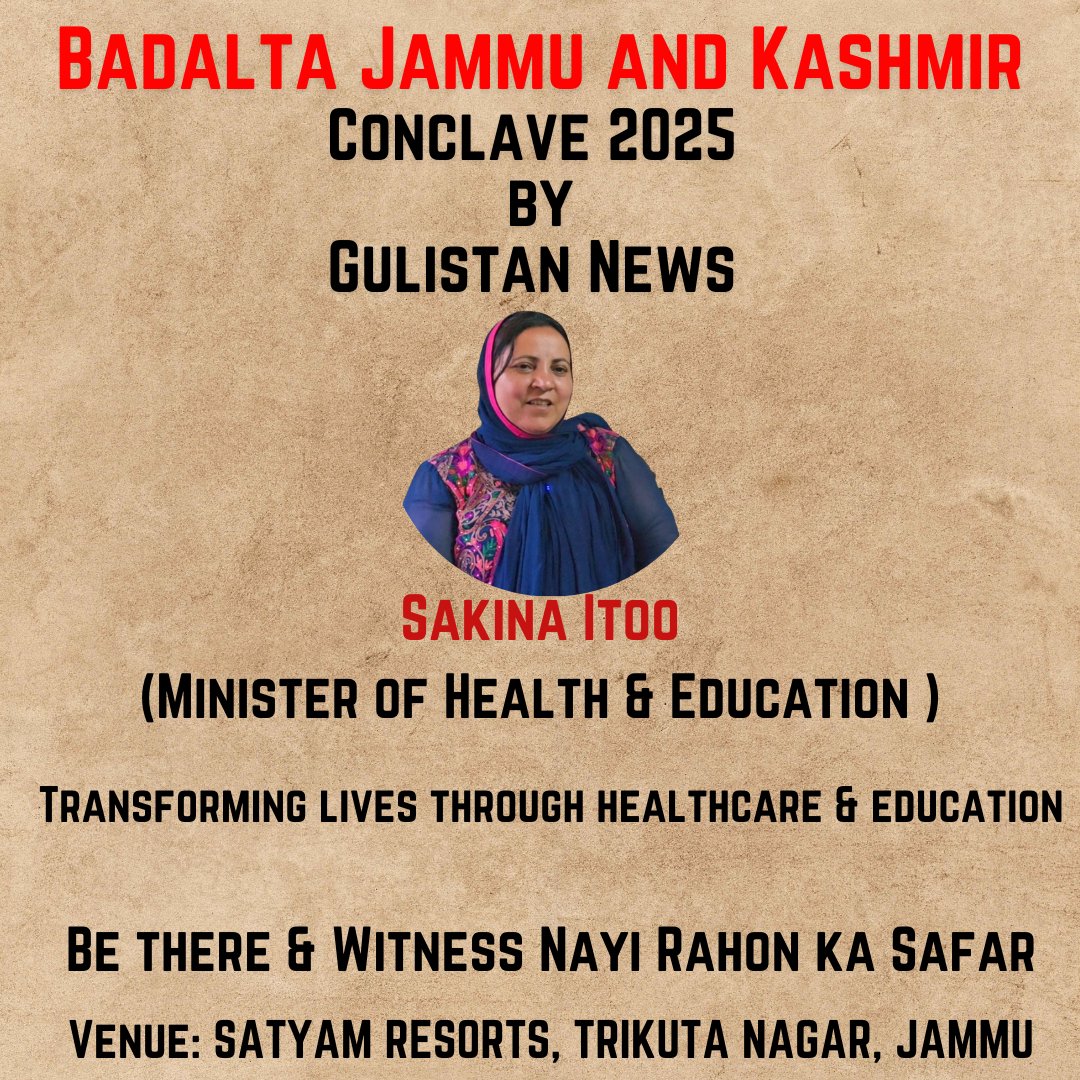 Badalta Jammu and Kashmir
Conclave 2025
by
Gulistan News
Sakina Itoo
(Minister of Health & Education )
Transforming lives through healthcare & education
Be there & Witness Nayi Rahon ka Safar
Venue: SATYAM RESORTS, TRIKUTA NAGAR, JAMMU